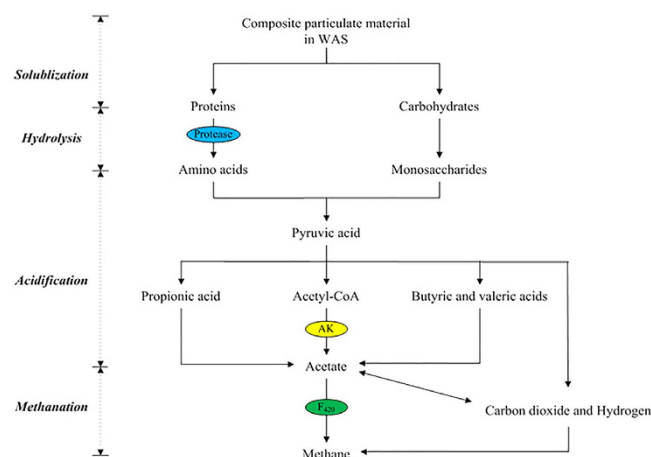 Composite particulate material
in WAS
Solublization
Proteins
Carbohydrates
Hydrolysis
Protease
Amino acids
Monosaccharides
Pyruvic acid
Acidification
Propionic acid
Acetyl-CoA
Butyric and valeric acids
AK
Acetate
Methanation
F420
Carbon dioxide and Hydrogen
Methane